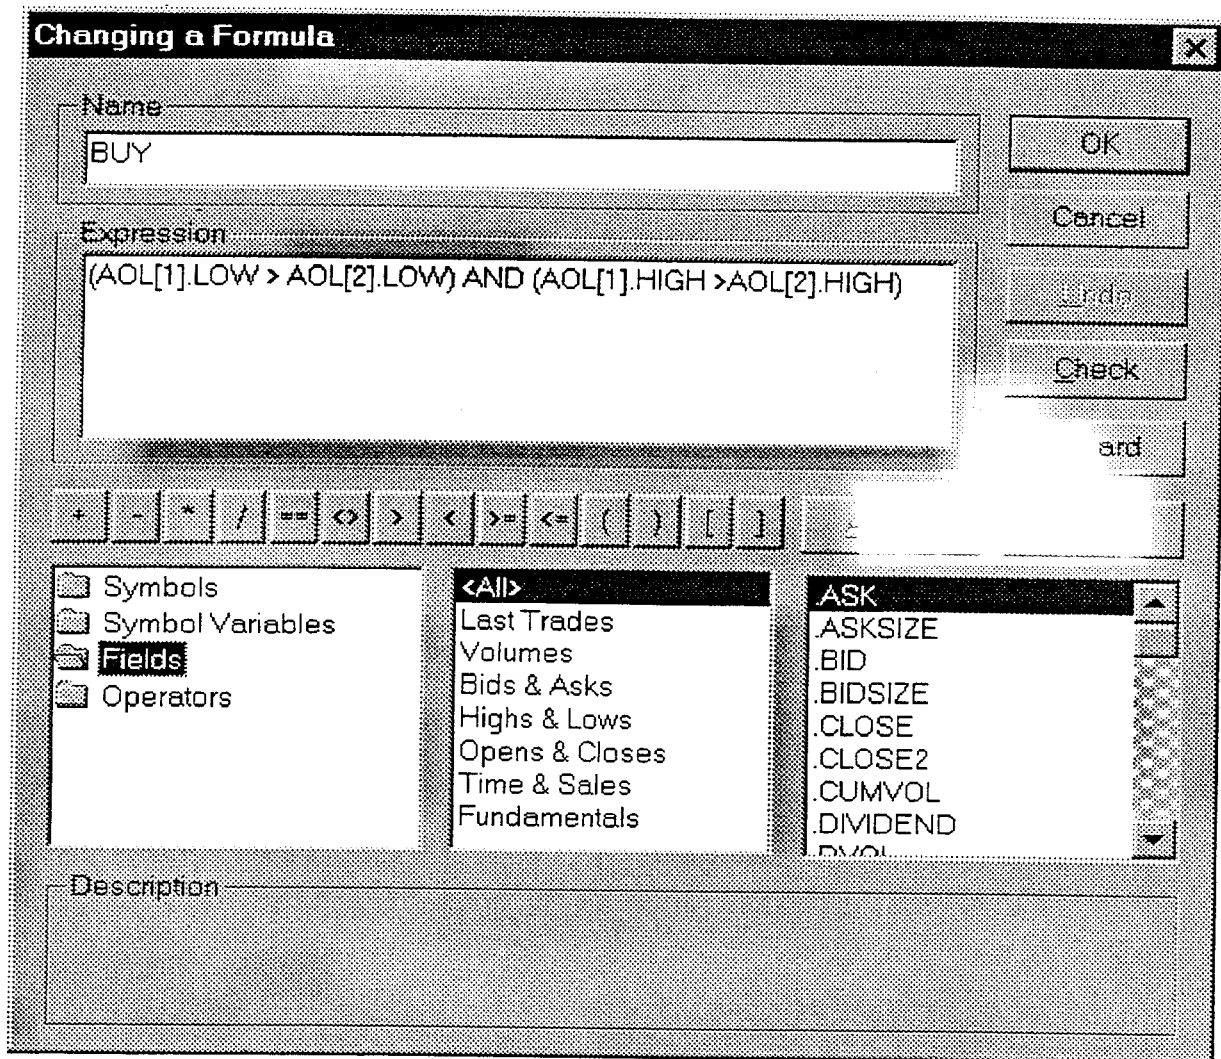 Changing a Formula
Name
BUY
OK
Cancel
Expression
(AOL[1].LOW > AOL[2].LOW) AND (AOL[1].HIGH >AOL[2].HIGH)
Undo
Check
ard
+ - * / == <> > < >= <= ( ) [ ]
Symbols
Symbol Variables
Fields
Operators
<All>
Last Trades
Volumes
Bids & Asks
Highs & Lows
Opens & Closes
Time & Sales
Fundamentals
.ASK
.ASKSIZE
.BID
.BIDSIZE
.CLOSE
.CLOSE2
.CUMVOL
.DIVIDEND
Description